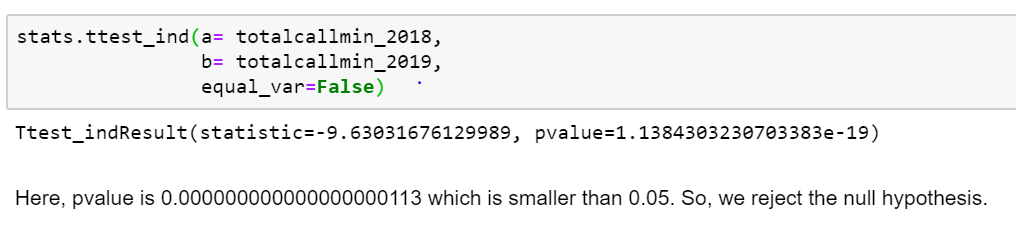 stats.ttest_ind(a= totalcallmin_2018,
b= totalcallmin_2019,
equal_var=False)
Ttest_indResult(statistic=-9.63031676129989, pvalue=1.1384303230703383e-19)
Here, pvalue is 0.000000000000000000113 which is smaller than 0.05. So, we reject the null hypothesis.